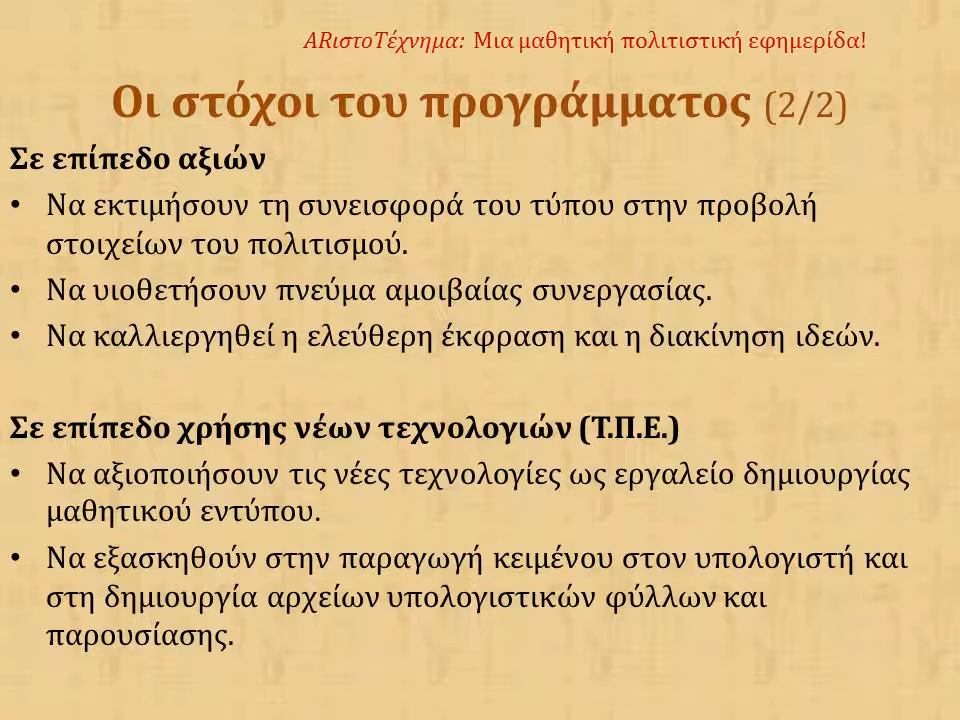 ARιστοΤέχνημα: Μια μαθητική πολιτιστική εφημερίδα!
Οι στόχοι του προγράμματος (2/2)
Σε επίπεδο αξιών
• Να εκτιμήσουν τη συνεισφορά του τύπου στην προβολή
στοιχείων του πολιτισμού.
• Να υιοθετήσουν πνεύμα αμοιβαίας συνεργασίας.
• Να καλλιεργηθεί η ελεύθερη έκφραση και η διακίνηση ιδεών.
Σε επίπεδο χρήσης νέων τεχνολογιών (Τ.Π.Ε.)
• Να αξιοποιήσουν τις νέες τεχνολογίες ως εργαλείο δημιουργίας
μαθητικού εντύπου.
• Να εξασκηθούν στην παραγωγή κειμένου στον υπολογιστή και
στη δημιουργία αρχείων υπολογιστικών φύλλων και
παρουσίασης.